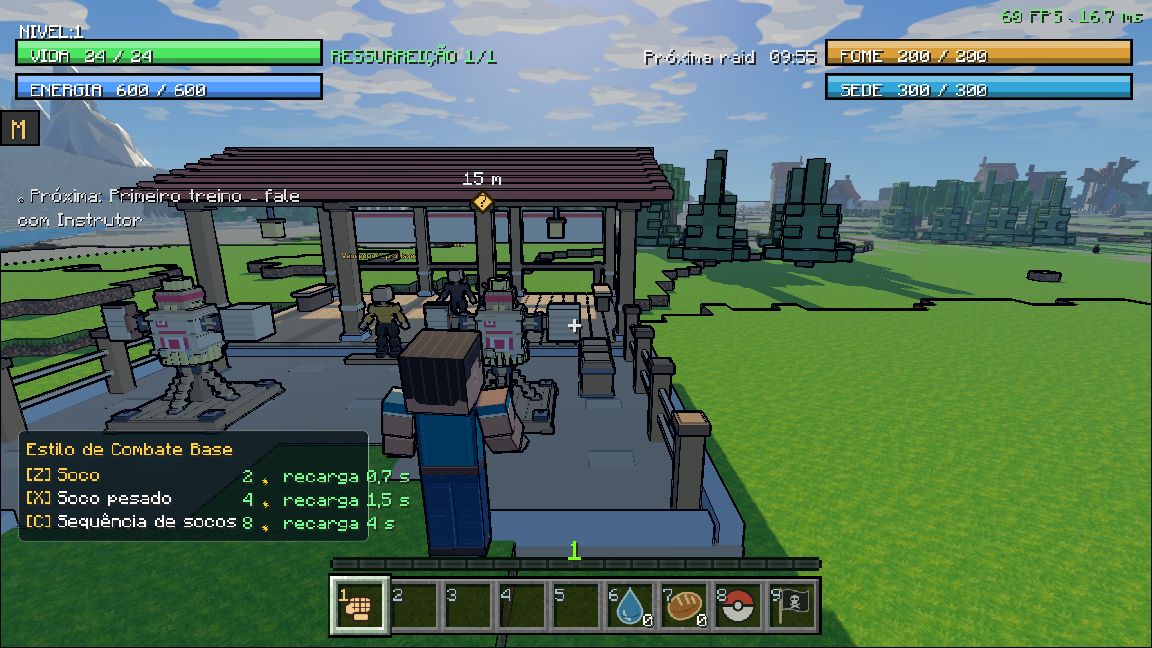 60 FPS · 16.7 ms
NIVEL:1
VIDA 24 / 24
RESSURREIÇÃO 1/1
Próxima raid 09:55
FOME 200 / 200
ENERGIA 600 / 600
SEDE 300 / 300
M
15 m
Próxima: Primeiro treino - fale
com Instrutor
Estilo de Combate Base
[Z] Soco 2 recarga 0,7 s
[X] Soco pesado 4 recarga 1,5 s
[C] Sequência de socos 8 recarga 4 s
1
1 2 3 4 5 6 7 8 9
0 0